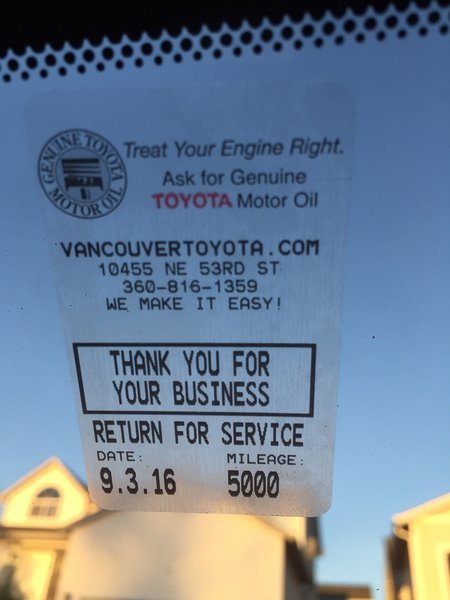 GENUINE TOYOTA
MOTOR OIL
Treat Your Engine Right.
Ask for Genuine
TOYOTA Motor Oil
VANCOUVERTOYOTA.COM
10455 NE 53RD ST
360-816-1359
WE MAKE IT EASY!
THANK YOU FOR
YOUR BUSINESS
RETURN FOR SERVICE
DATE: MILEAGE:
9.3.16 5000